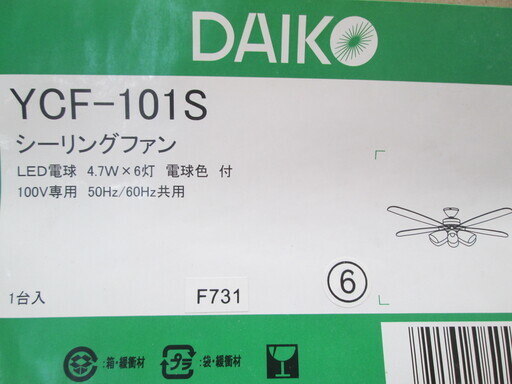 DAIKO
YCF-101S
シーリングファン
LED電球 4.7W×6灯 電球色 付
100V専用 50Hz/60Hz共用
1台入
F731
⑥
:箱・緩衝材
プラ
:袋・緩衝材